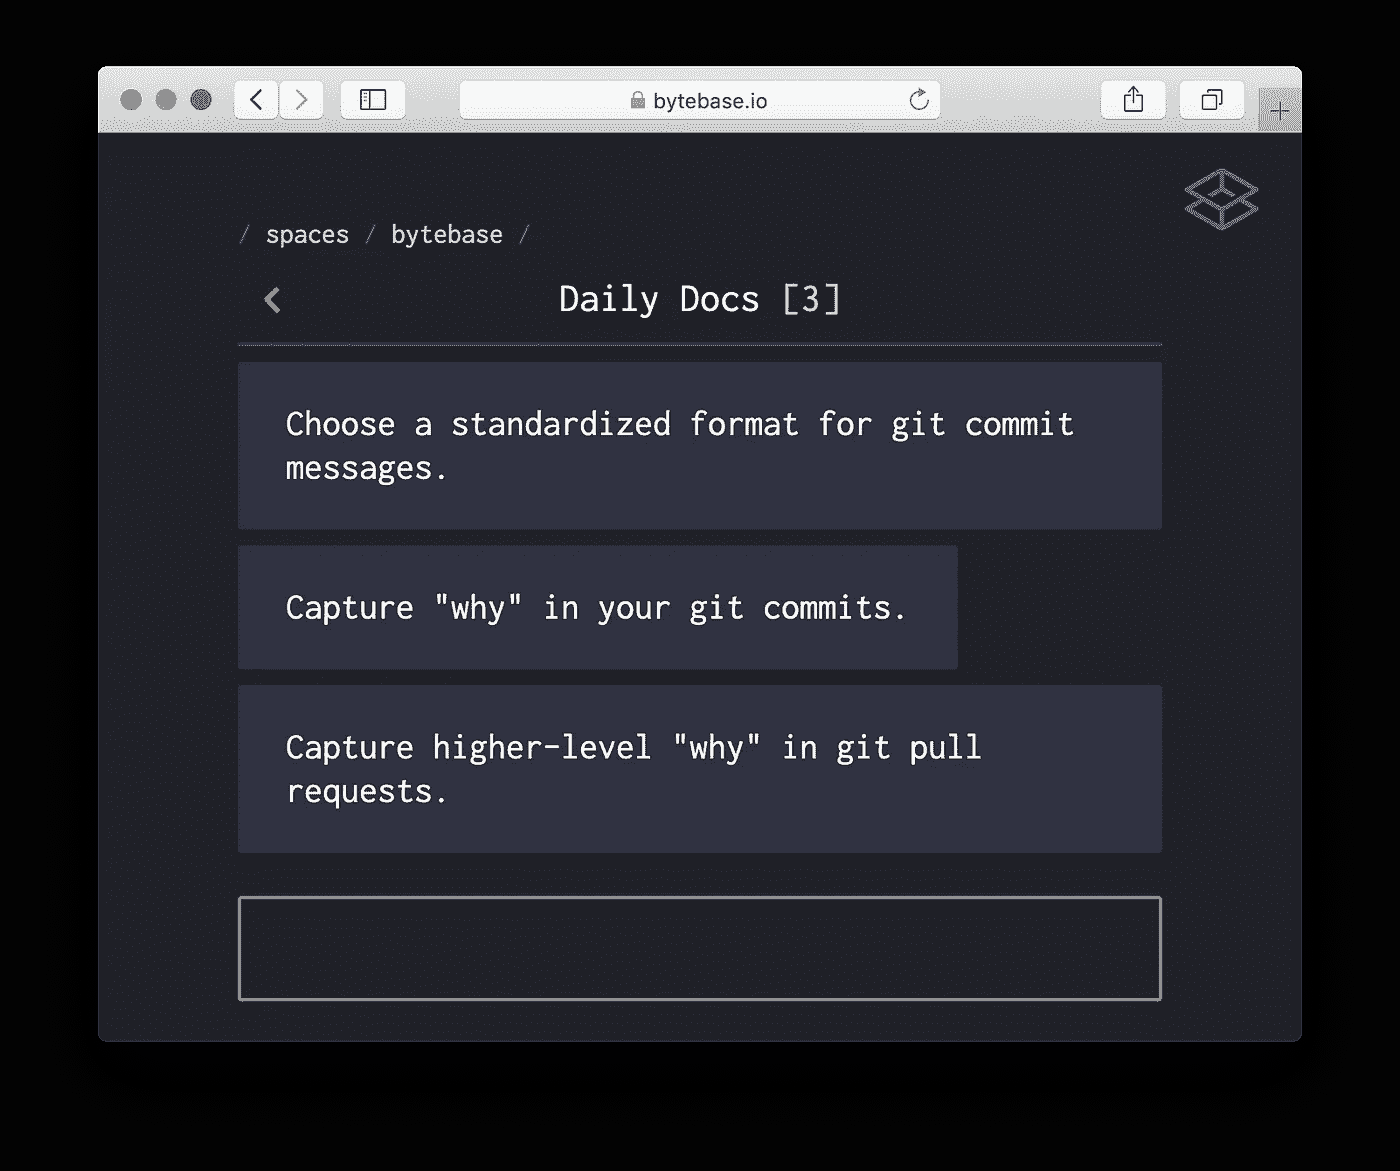 bytebase.io
/ spaces / bytebase /
Daily Docs [3]
Choose a standardized format for git commit
messages.
Capture "why" in your git commits.
Capture higher-level "why" in git pull
requests.